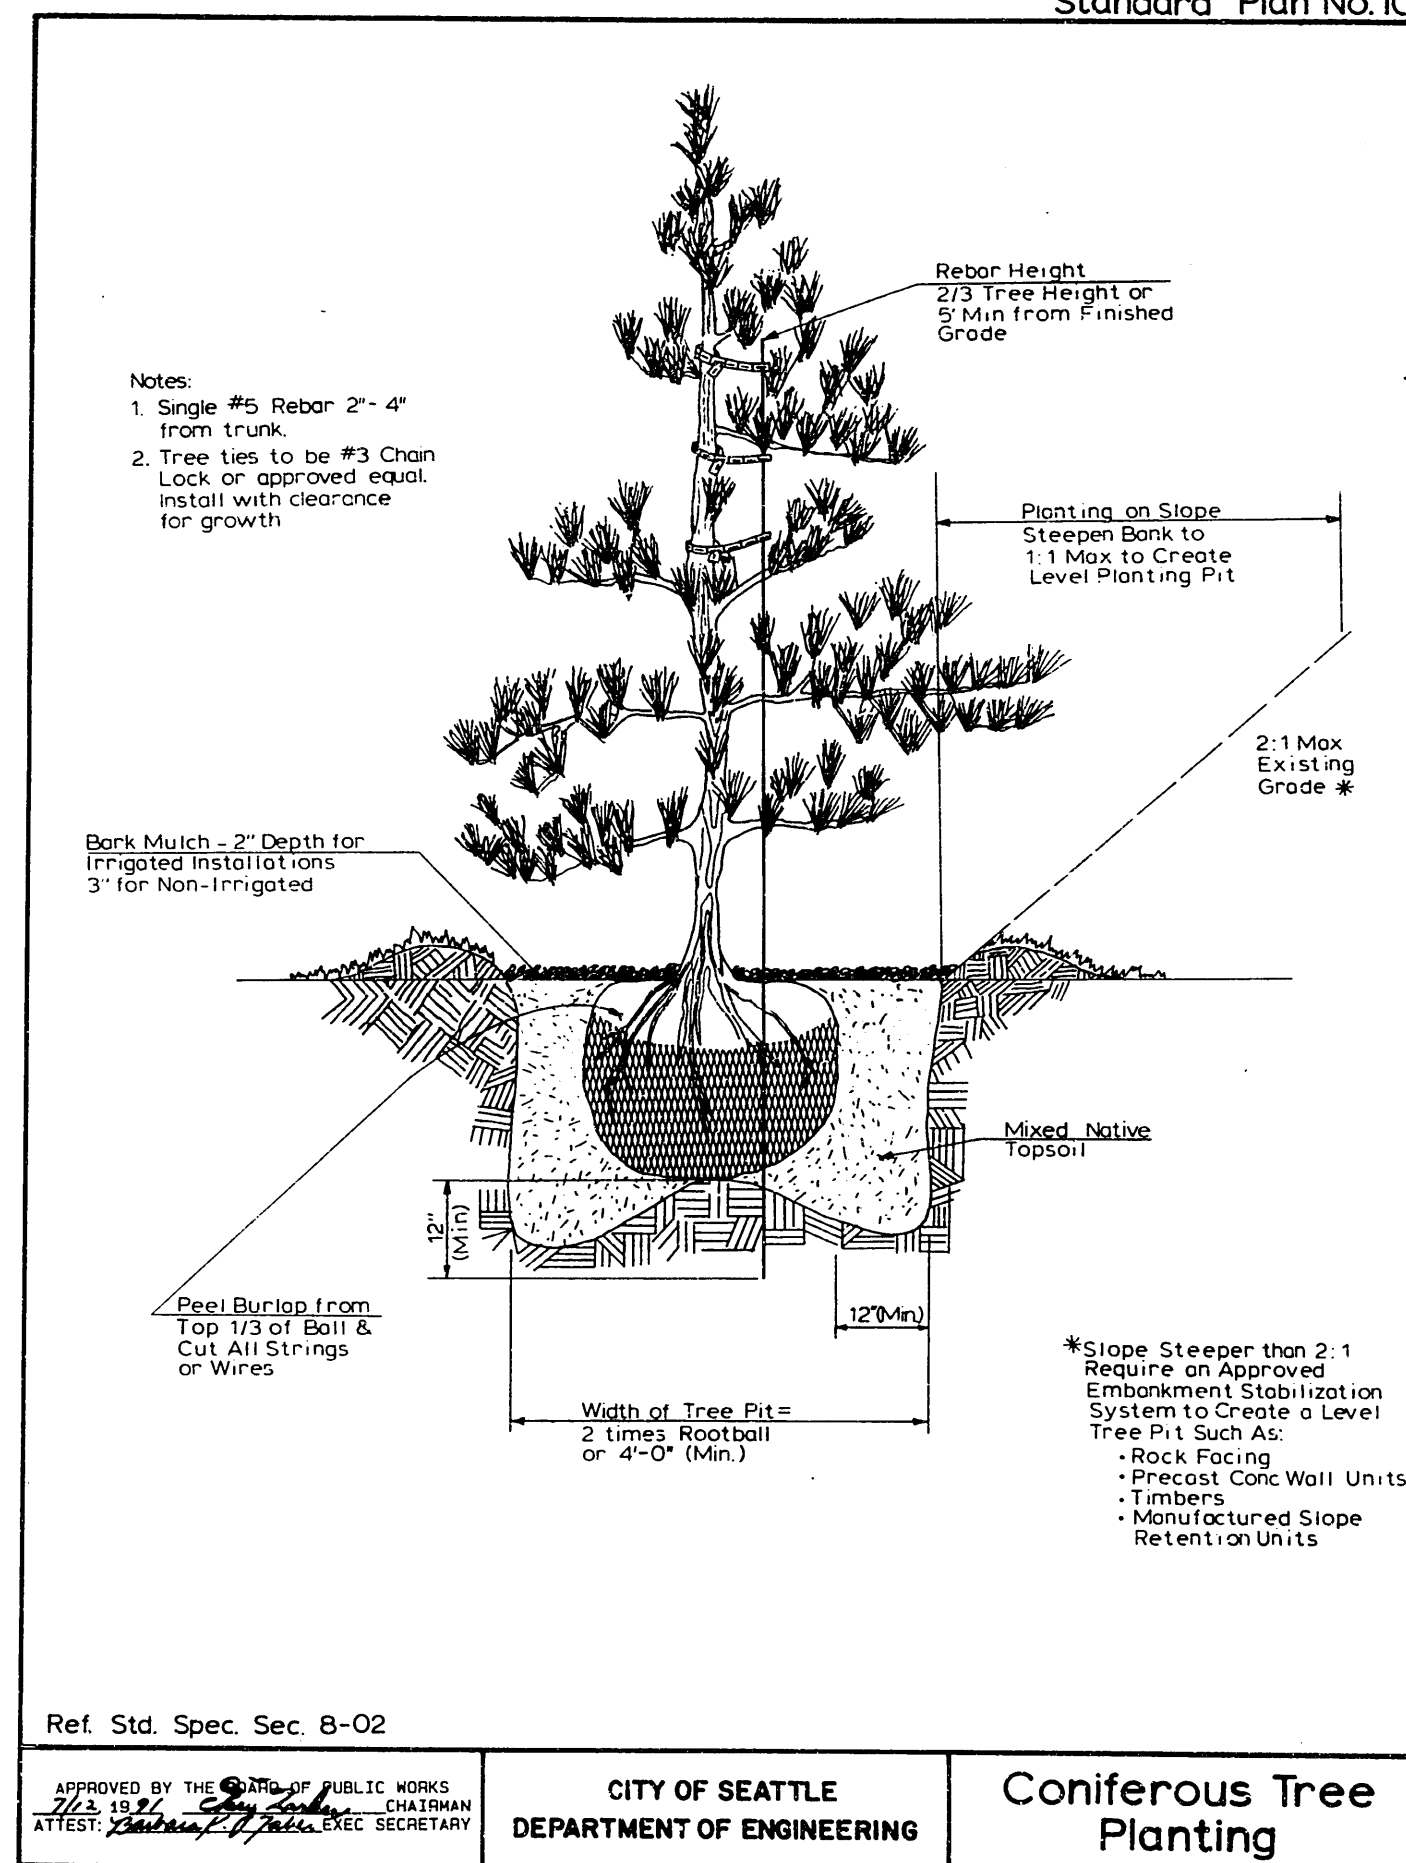 Standard Plan No. 10
Rebar Height
2/3 Tree Height or
5' Min from Finished
Grade
Notes:
1. Single #5 Rebar 2"- 4"
from trunk.
2. Tree ties to be #3 Chain
Lock or approved equal.
Install with clearance
for growth
Planting on Slope
Steepen Bank to
1:1 Max to Create
Level Planting Pit
2:1 Max
Existing
Grade *
Bark Mulch - 2" Depth for
Irrigated Installations
3" for Non-Irrigated
Mixed Native
Topsoil
12"
(Min)
Peel Burlap from
Top 1/3 of Ball &
Cut All Strings
or Wires
12"(Min)
Width of Tree Pit =
2 times Rootball
or 4'-0" (Min.)
*Slope Steeper than 2:1
Require an Approved
Embankment Stabilization
System to Create a Level
Tree Pit Such As:
• Rock Facing
• Precast Conc Wall Units
• Timbers
• Manufactured Slope
Retention Units
Ref. Std. Spec. Sec. 8-02
APPROVED BY THE BOARD OF PUBLIC WORKS
7/12 1991 CHAIRMAN
ATTEST: Barbara EXEC SECRETARY
CITY OF SEATTLE
DEPARTMENT OF ENGINEERING
Coniferous Tree
Planting